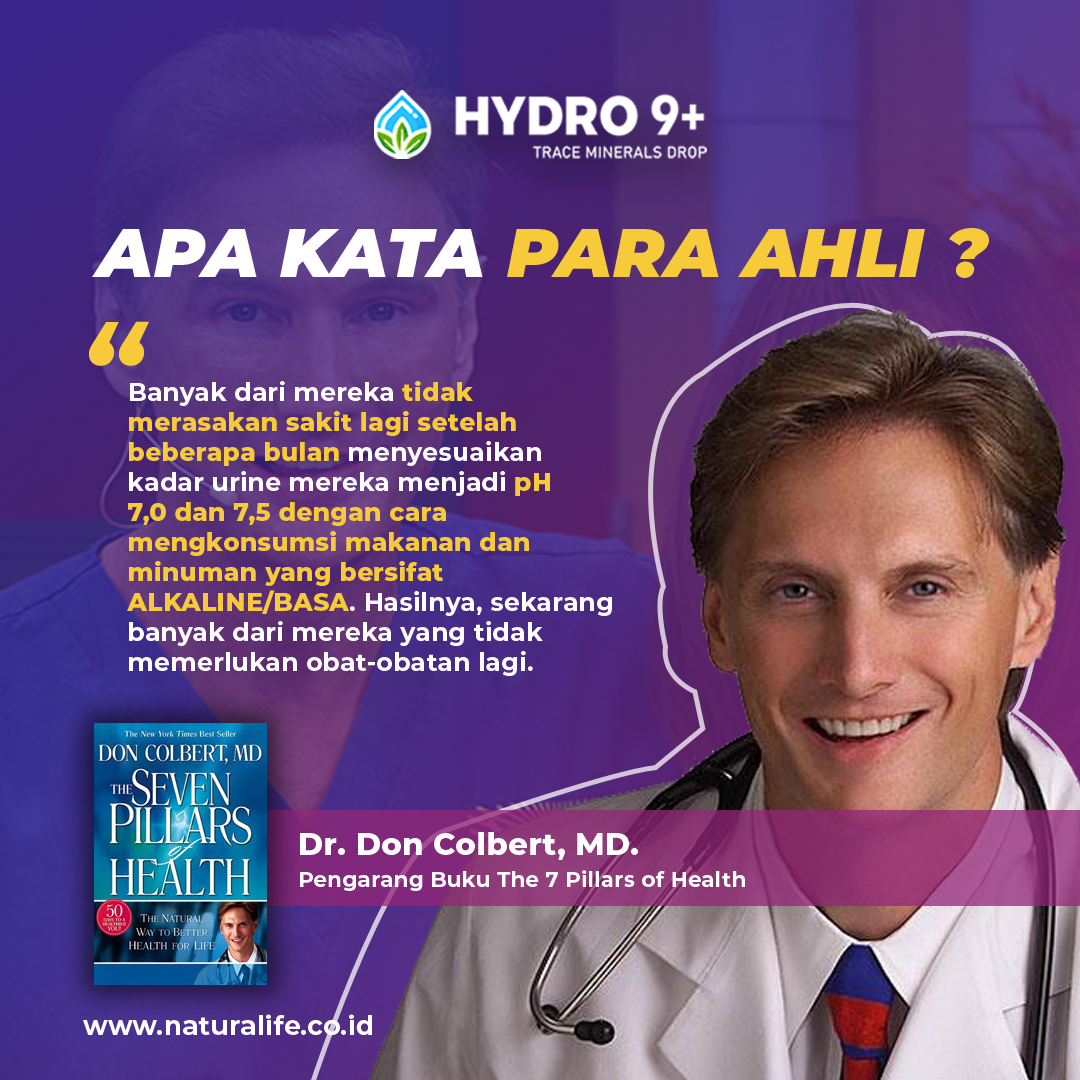 HYDRO 9+
TRACE MINERALS DROP
APA KATA PARA AHLI ?
“
Banyak dari mereka tidak
merasakan sakit lagi setelah
beberapa bulan menyesuaikan
kadar urine mereka menjadi pH
7,0 dan 7,5 dengan cara
mengkonsumsi makanan dan
minuman yang bersifat
ALKALINE/BASA. Hasilnya, sekarang
banyak dari mereka yang tidak
memerlukan obat-obatan lagi.
The New York Times Best Seller
DON COLBERT, MD
THE SEVEN
PILLARS
of
HEALTH
50
DAYS TO A
HEALTHIER
YOU!
THE NATURAL
WAY TO BETTER
HEALTH FOR LIFE
Dr. Don Colbert, MD.
Pengarang Buku The 7 Pillars of Health
www.naturalife.co.id